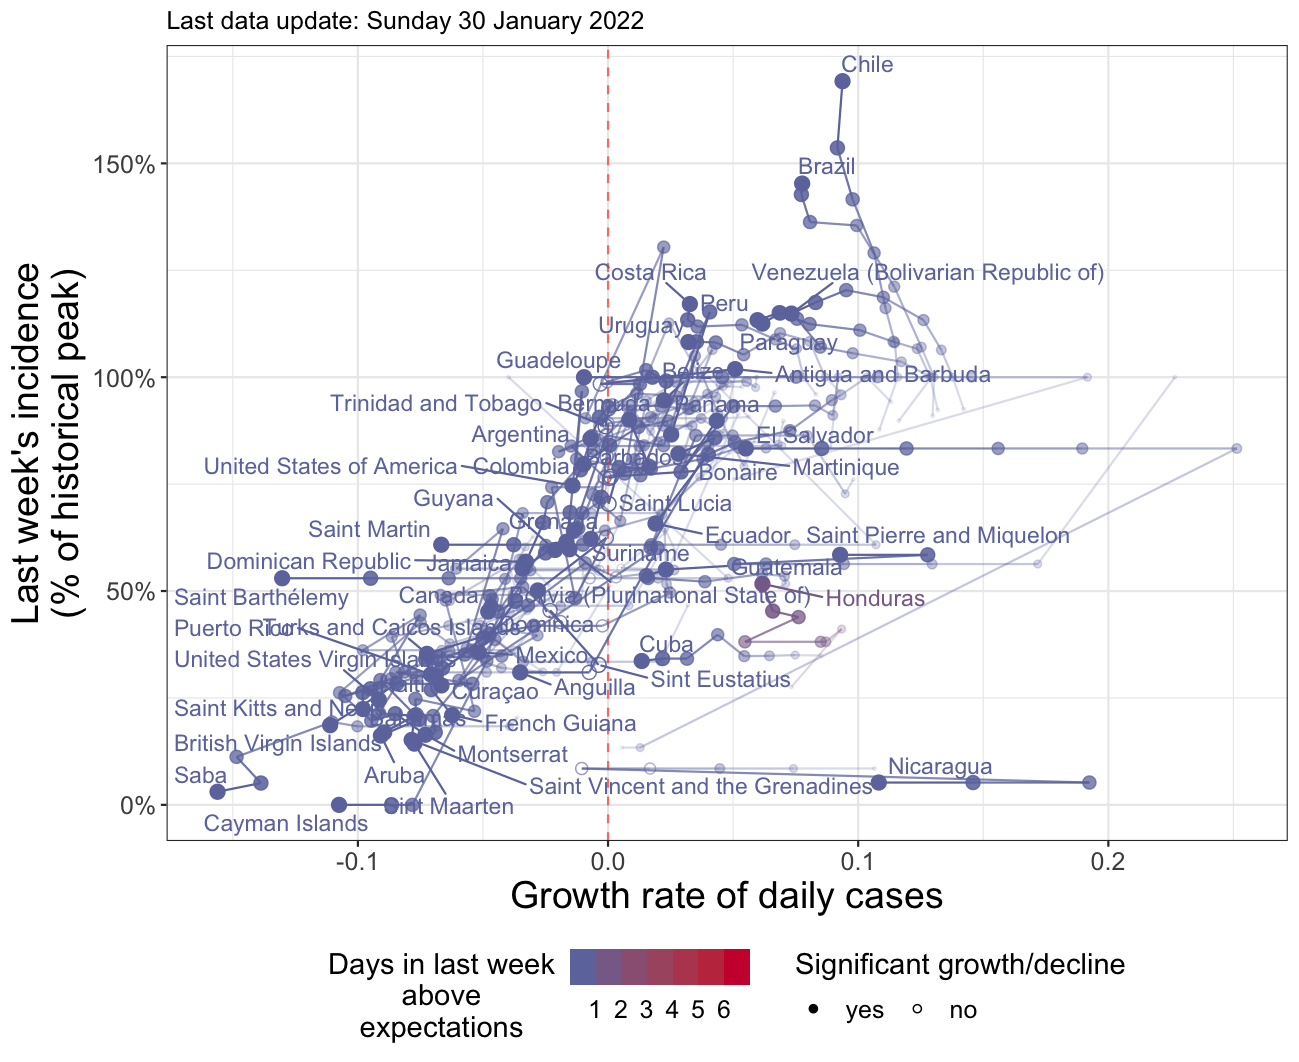 Last data update: Sunday 30 January 2022
Chile
150%
Brazil
Costa Rica
Venezuela (Bolivarian Republic of)
Peru
Uruguay
Paraguay
Guadeloupe
100%
Belize
Antigua and Barbuda
Trinidad and Tobago
Bermuda
Panama
Argentina
El Salvador
Barbados
United States of America
Colombia
Bonaire
Martinique
Guyana
Saint Lucia
Grenada
Saint Martin
Ecuador
Saint Pierre and Miquelon
Suriname
Dominican Republic
Jamaica
Guatemala
50%
Saint Barthélemy
Canada
Bolivia (Plurinational State of)
Honduras
Puerto Rico
Turks and Caicos Islands
Dominica
Cuba
United States Virgin Islands
Mexico
Sint Eustatius
Haiti
Curaçao
Anguilla
Saint Kitts and Nevis
Bahamas
French Guiana
British Virgin Islands
Montserrat
Nicaragua
Saba
Aruba
Saint Vincent and the Grenadines
0%
Sint Maarten
Cayman Islands
Last week's incidence
(% of historical peak)
-0.1
0.0
0.1
0.2
Growth rate of daily cases
Days in last week
above
expectations
1 2 3 4 5 6
Significant growth/decline
yes
no